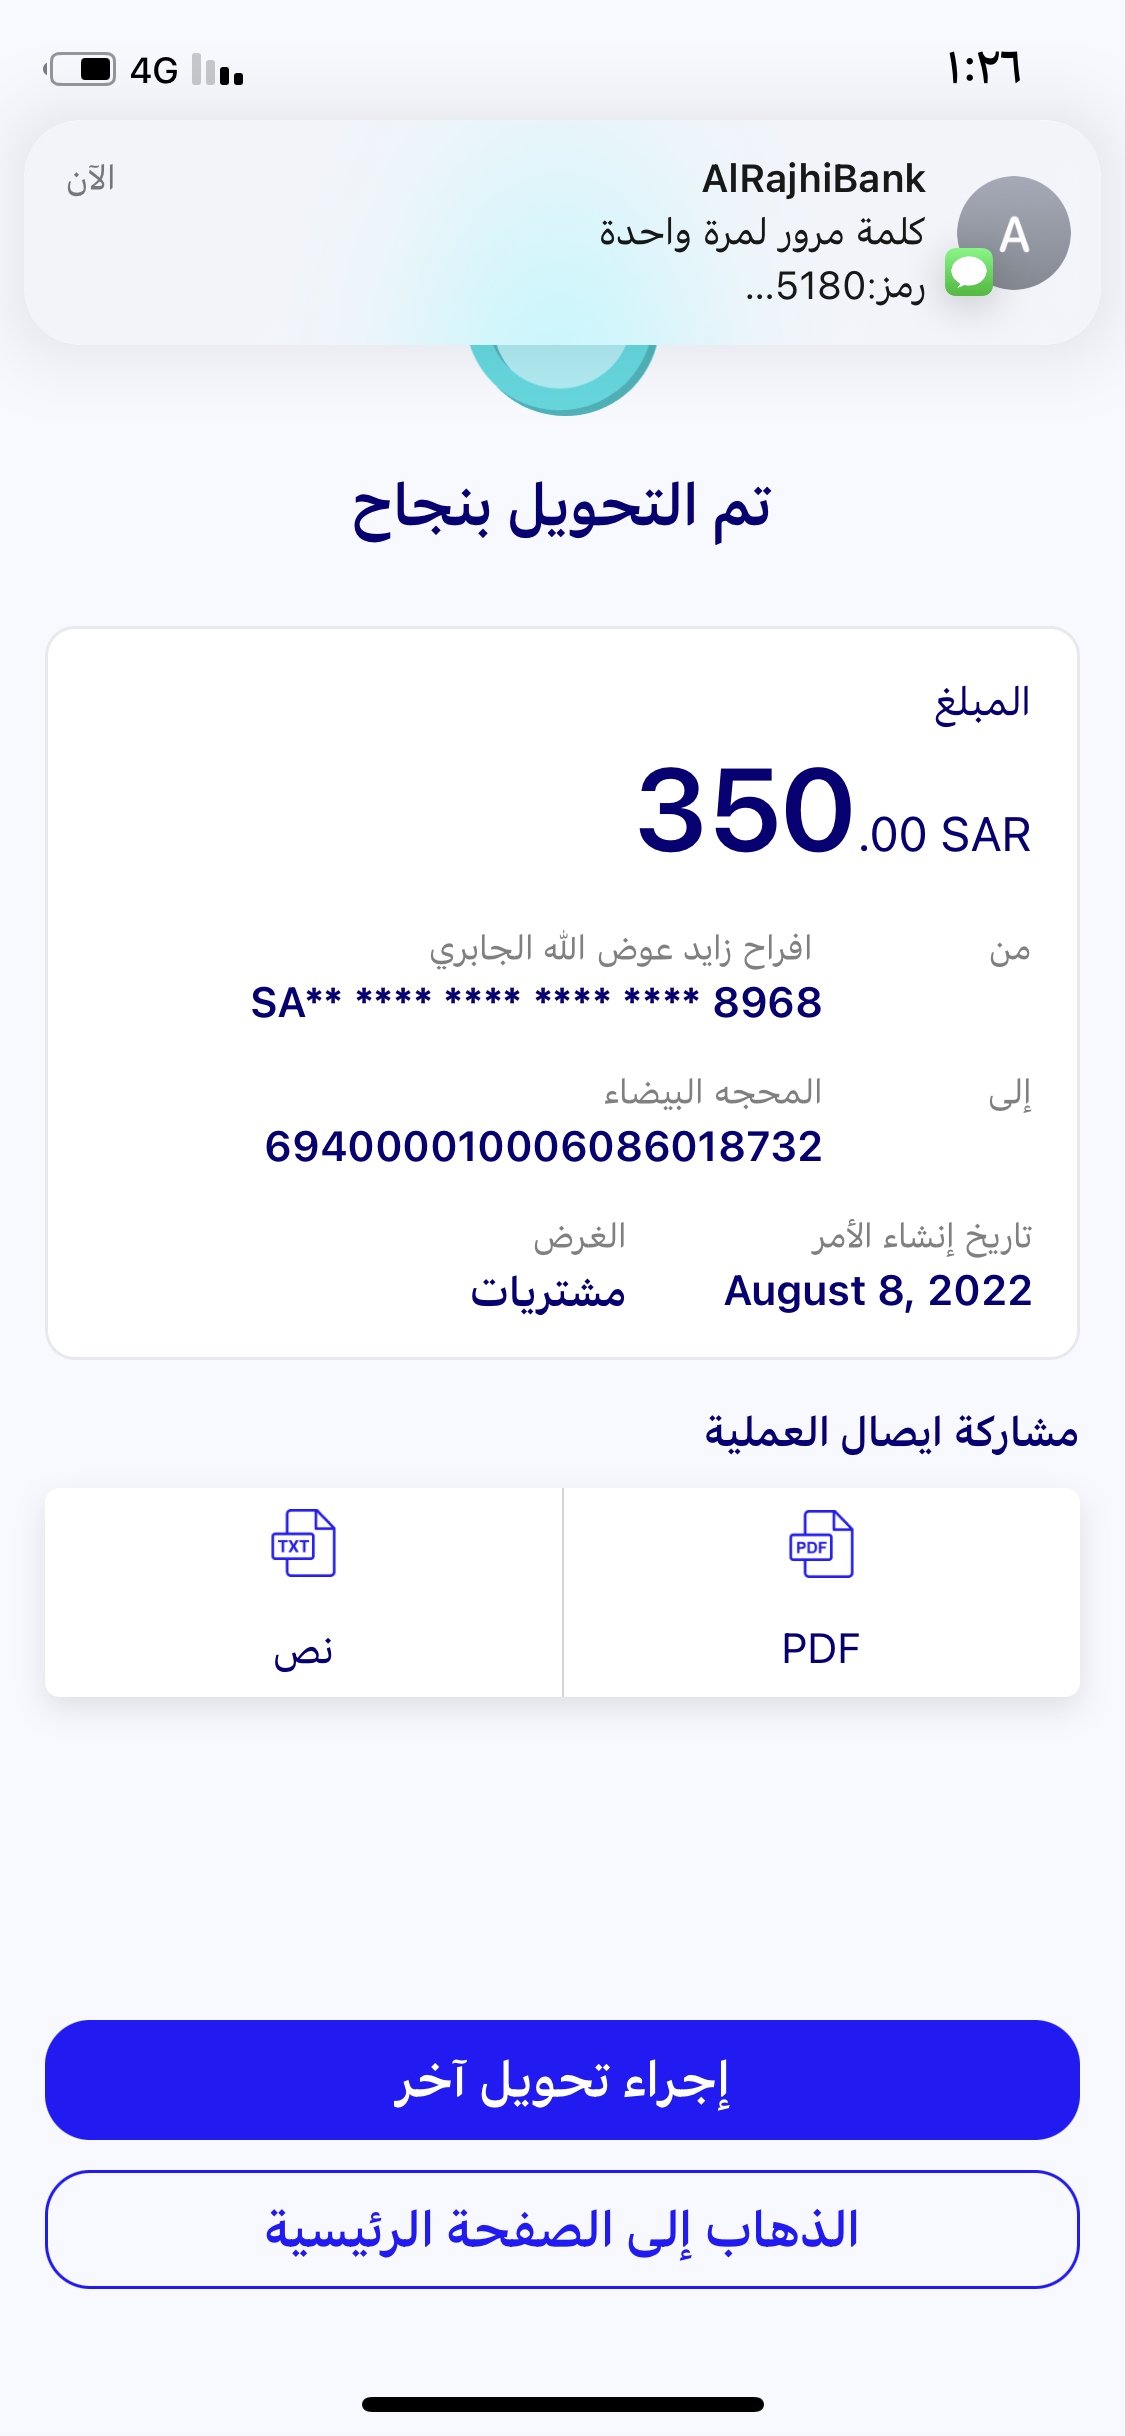 ١:٢٦
4G
AlRajhiBank
الآن
كلمة مرور لمرة واحدة
رمز:5180...
تم التحويل بنجاح
المبلغ
350.00 SAR
من
افراح زايد عوض الله الجابري
SA** **** **** **** **** 8968
إلى
المحجه البيضاء
694000010006086018732
تاريخ إنشاء الأمر
الغرض
August 8, 2022
مشتريات
مشاركة ايصال العملية
PDF
TXT
PDF
نص
إجراء تحويل آخر
الذهاب إلى الصفحة الرئيسية